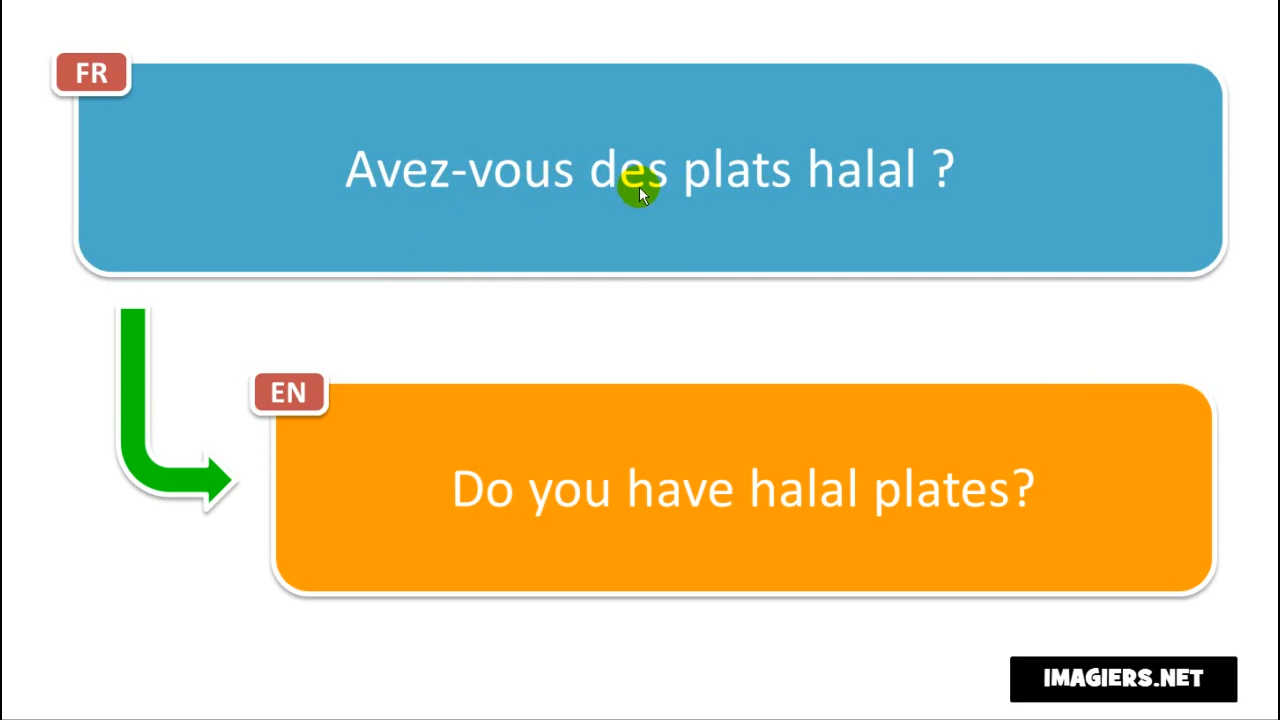 FR
Avez-vous des plats halal ?
EN
Do you have halal plates?
IMAGIERS.NET